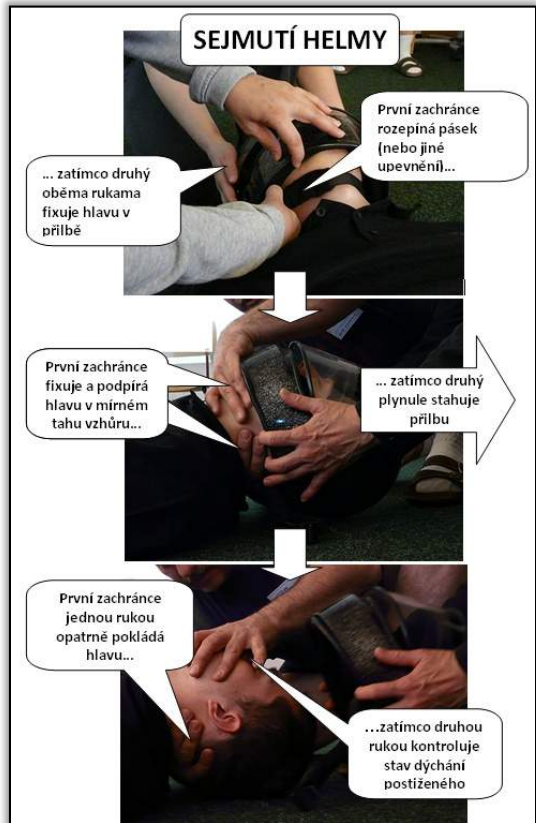 SEJMUTÍ HELMY
První zachránce
rozepíná pásek
(nebo jiné
upevnění)...
... zatímco druhý
oběma rukama
fixuje hlavu v
přilbě
První zachránce
fixuje a podpírá
hlavu v mírném
tahu vzhůru...
... zatímco druhý
plynule stahuje
přilbu
První zachránce
jednou rukou
opatrně pokládá
hlavu...
...zatímco druhou
rukou kontroluje
stav dýchání
postiženého